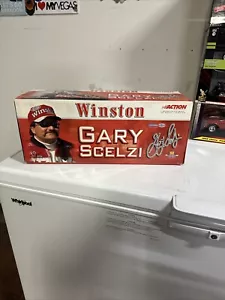 I ❤ MY VEGAS
Winston
ACTION
GARY
SCELZI
Whirlpool